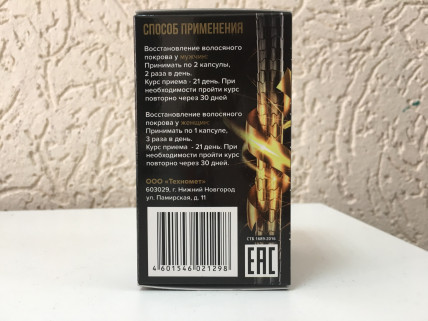 СПОСОБ ПРИМЕНЕНИЯ
Восстановление волосяного
покрова у мужчин:
Принимать по 2 капсулы,
2 раза в день.
Курс приема - 21 день. При
необходимости пройти курс
повторно через 30 дней
Восстановление волосяного
покрова у женщин:
Принимать по 1 капсуле,
3 раза в день.
Курс приема - 21 день. При
необходимости пройти курс
повторно через 30 дней.
ООО «Техномет»
603029, г. Нижний Новгород
ул. Памирская, д. 11
4 601546 021298
СТБ 1689-2016
EAC